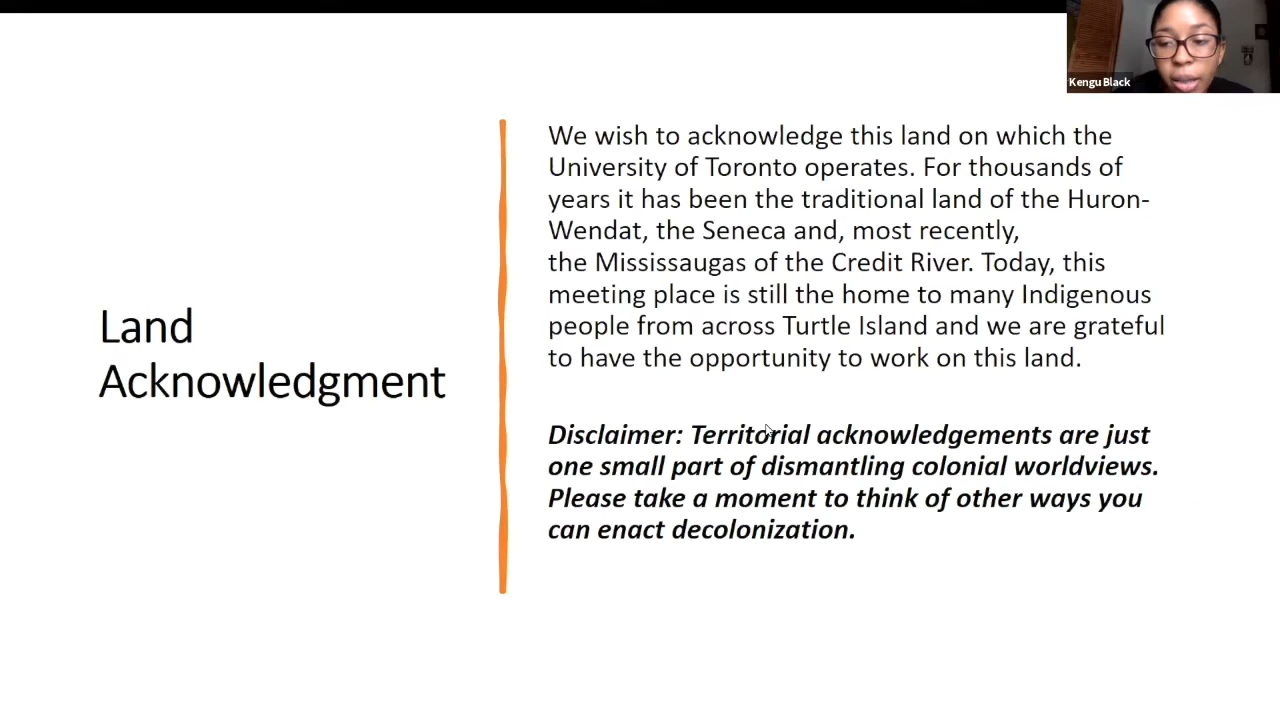 Kengu Black
Land
Acknowledgment
We wish to acknowledge this land on which the
University of Toronto operates. For thousands of
years it has been the traditional land of the Huron-
Wendat, the Seneca and, most recently,
the Mississaugas of the Credit River. Today, this
meeting place is still the home to many Indigenous
people from across Turtle Island and we are grateful
to have the opportunity to work on this land.
Disclaimer: Territorial acknowledgements are just
one small part of dismantling colonial worldviews.
Please take a moment to think of other ways you
can enact decolonization.